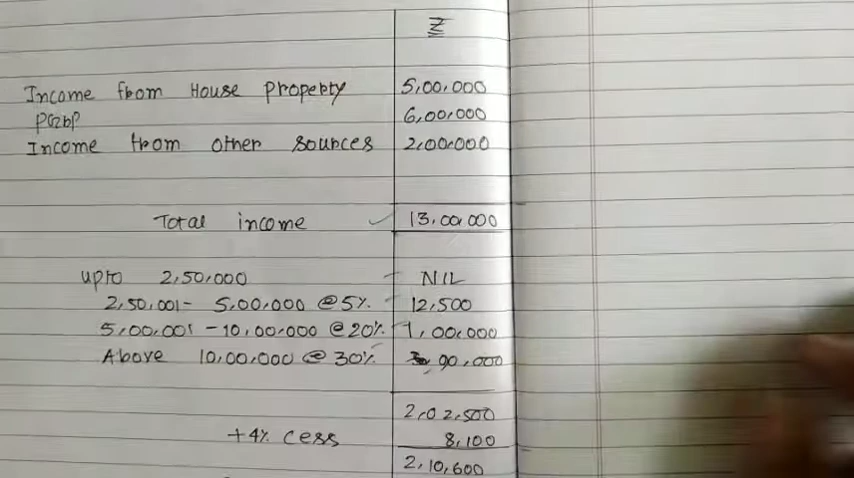 Z
Income from House property 5,00,000
PGBP 6,00,000
Income from other sources 2,00,000
Total income 13,00,000
upto 2,50,000 - NIL
2,50,001 - 5,00,000 @ 5% - 12,500
5,00,001 - 10,00,000 @ 20% - 1,00,000
Above 10,00,000 @ 30% 90,000
2,02,500
+4% cess 8,100
2,10,600